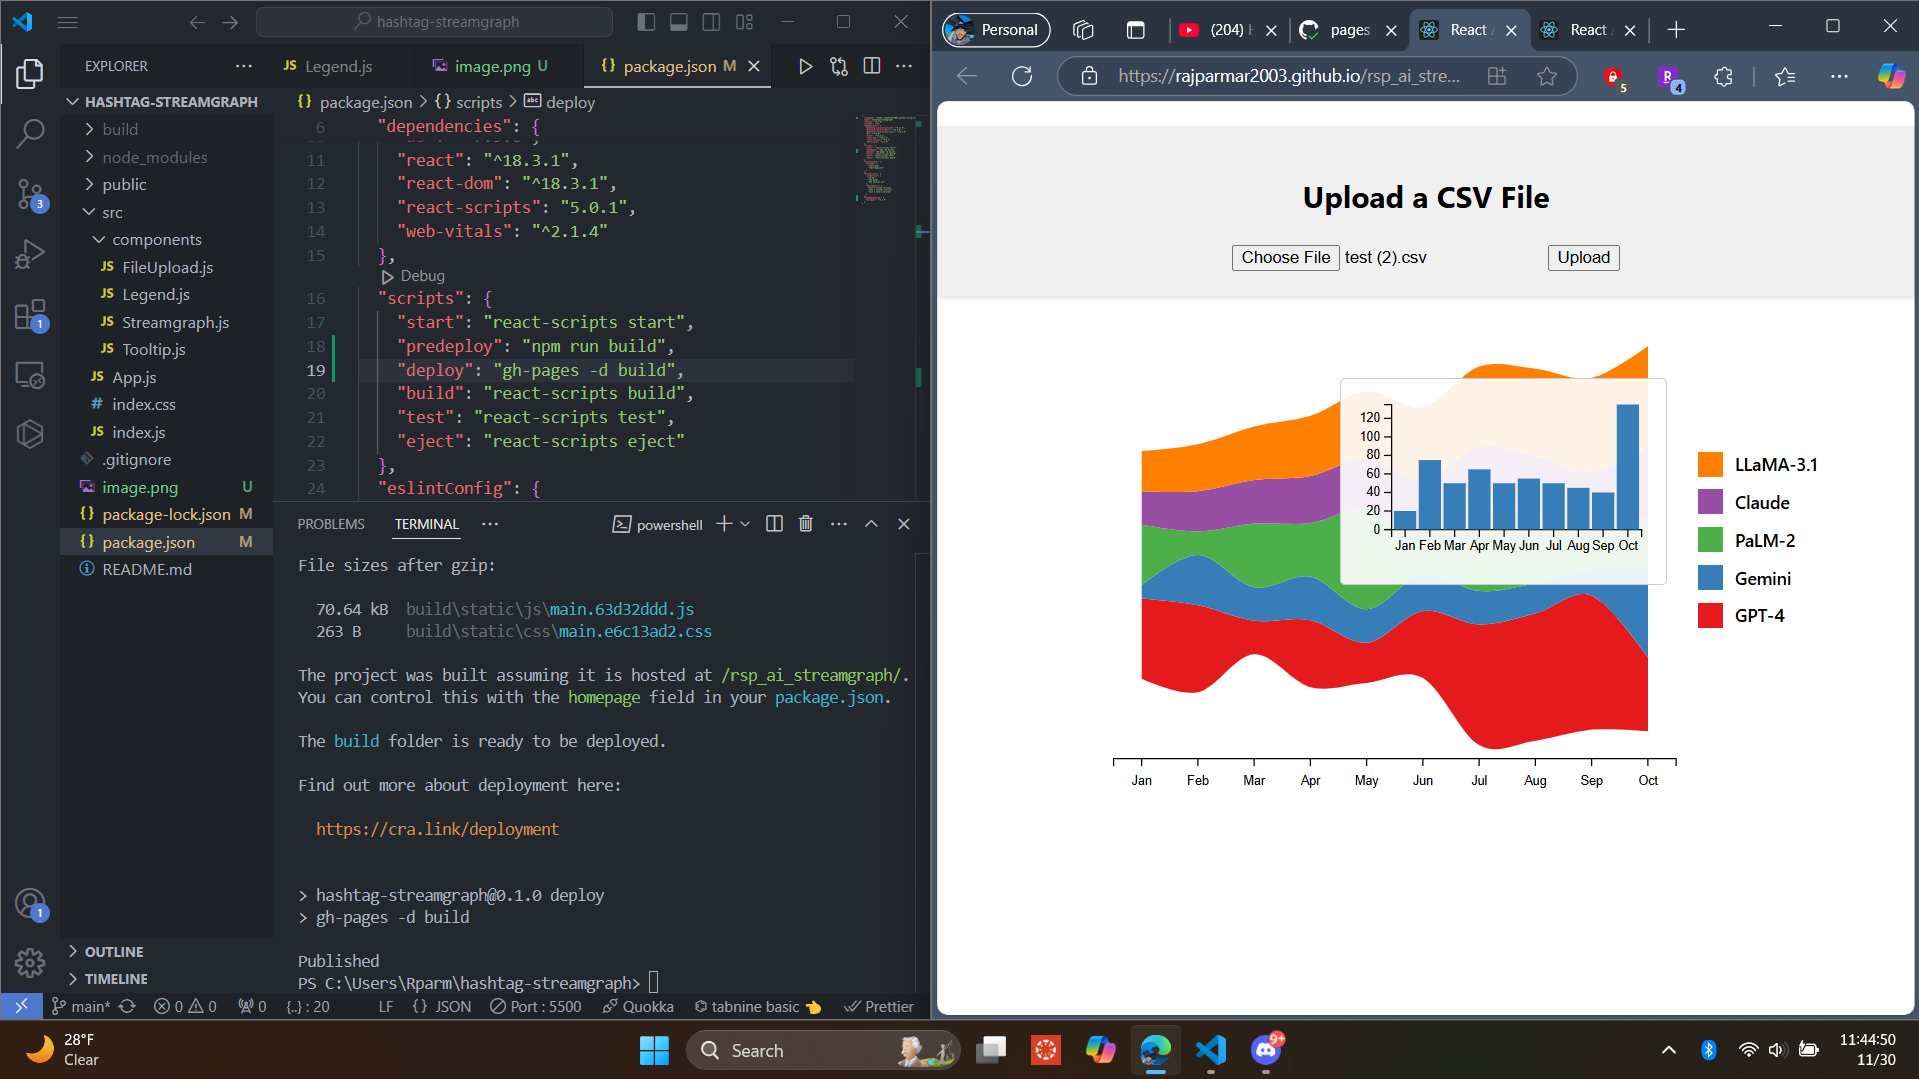 hashtag-streamgraph
EXPLORER
HASHTAG-STREAMGRAPH
build
node_modules
public
src
components
JS FileUpload.js
JS Legend.js
JS Streamgraph.js
JS Tooltip.js
JS App.js
# index.css
JS index.js
.gitignore
image.png U
{} package-lock.json M
{} package.json M
README.md
OUTLINE
TIMELINE
3
1
1
JS Legend.js
image.png U
{} package.json M
{} package.json > {} scripts > abc deploy
6 "dependencies": {
11 "react": "^18.3.1",
12 "react-dom": "^18.3.1",
13 "react-scripts": "5.0.1",
14 "web-vitals": "^2.1.4"
15 },
Debug
16 "scripts": {
17 "start": "react-scripts start",
18 "predeploy": "npm run build",
19 "deploy": "gh-pages -d build",
20 "build": "react-scripts build",
21 "test": "react-scripts test",
22 "eject": "react-scripts eject"
23 },
24 "eslintConfig": {
PROBLEMS TERMINAL ··· powershell
File sizes after gzip:
70.64 kB build\static\js\main.63d32ddd.js
263 B build\static\css\main.e6c13ad2.css
The project was built assuming it is hosted at /rsp_ai_streamgraph/.
You can control this with the homepage field in your package.json.
The build folder is ready to be deployed.
Find out more about deployment here:
https://cra.link/deployment
> hashtag-streamgraph@0.1.0 deploy
> gh-pages -d build
Published
PS C:\Users\Rparm\hashtag-streamgraph>
main* 0 0 0 {..} : 20 LF {} JSON Port : 5500 Quokka tabnine basic Prettier
Personal
(204)
pages
React
React
https://rajparmar2003.github.io/rsp_ai_stre...
5
R
4
Upload a CSV File
Choose File test (2).csv Upload
120
100
80
60
40
20
0
Jan Feb Mar Apr May Jun Jul Aug Sep Oct
LLaMA-3.1
Claude
PaLM-2
Gemini
GPT-4
Jan Feb Mar Apr May Jun Jul Aug Sep Oct
28°F
Clear
Search
9+
11:44:50
11/30